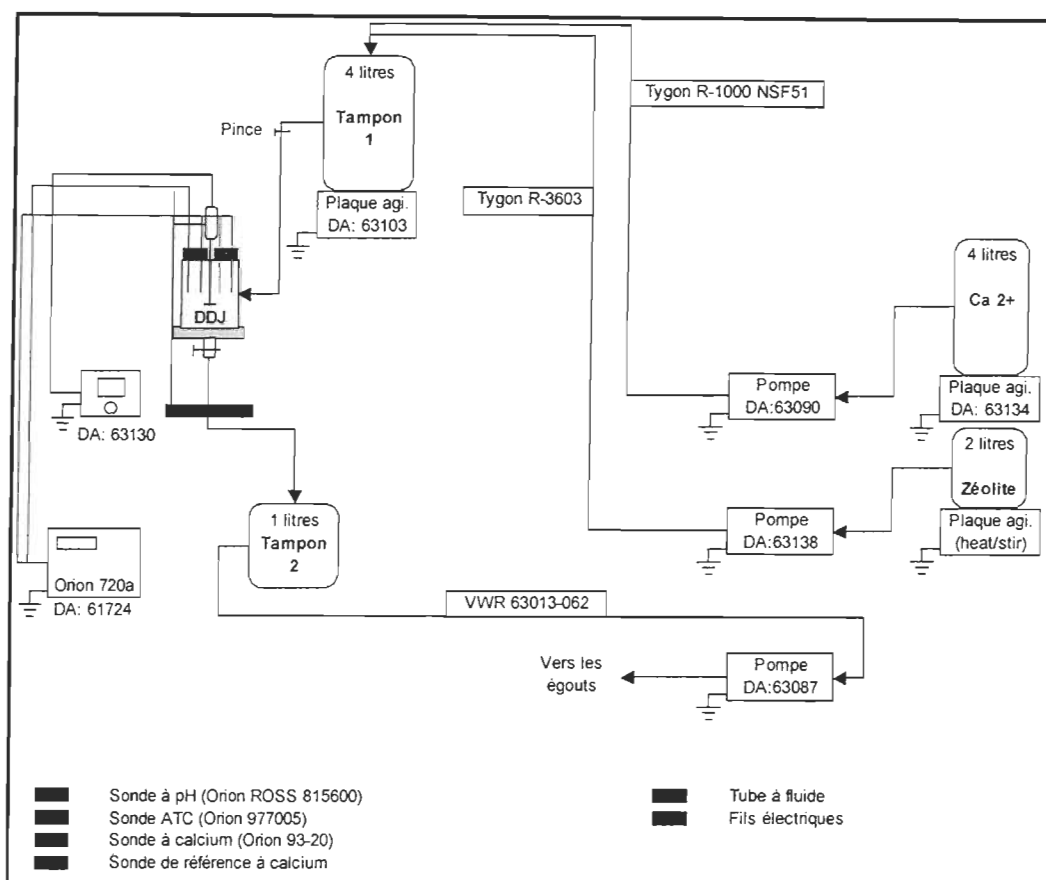 4 litres
Tampon
1
Tygon R-1000 NSF51
Pince
Plaque agi.
DA: 63103
Tygon R-3603
4 litres
Ca 2+
DDJ
Pompe
DA:63090
Plaque agi.
DA: 63134
DA: 63130
2 litres
Zéolite
1 litres
Tampon
2
Pompe
DA:63138
Plaque agi.
(heat/stir)
Orion 720a
DA: 61724
VWR 63013-062
Vers les
égouts
Pompe
DA:63087
Sonde à pH (Orion ROSS 815600)
Sonde ATC (Orion 977005)
Sonde à calcium (Orion 93-20)
Sonde de référence à calcium
Tube à fluide
Fils électriques